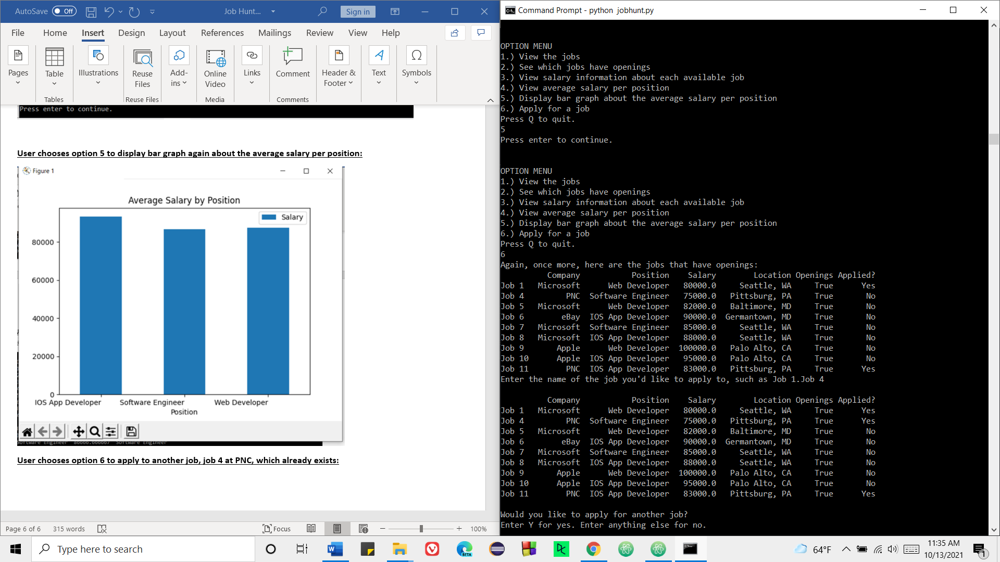 AutoSave Off Job Hunt... Sign in
File Home Insert Design Layout References Mailings Review View Help
Pages Table Illustrations Reuse Files Add-ins Online Video Links Comment Header & Footer Text Symbols
Tables Reuse Files Media Comments
Press enter to continue.
User chooses option 5 to display bar graph again about the average salary per position:
Figure 1
Average Salary by Position
Salary
80000
60000
40000
20000
0
IOS App Developer Software Engineer Web Developer
Position
Software Engineer 86666.666667 Software Engineer
User chooses option 6 to apply to another job, job 4 at PNC, which already exists:
Page 6 of 6 315 words Focus 100%
Command Prompt - python jobhunt.py
OPTION MENU
1.) View the jobs
2.) See which jobs have openings
3.) View salary information about each available job
4.) View average salary per position
5.) Display bar graph about the average salary per position
6.) Apply for a job
Press Q to quit.
5
Press enter to continue.
OPTION MENU
1.) View the jobs
2.) See which jobs have openings
3.) View salary information about each available job
4.) View average salary per position
5.) Display bar graph about the average salary per position
6.) Apply for a job
Press Q to quit.
6
Again, once more, here are the jobs that have openings:
Company Position Salary Location Openings Applied?
Job 1 Microsoft Web Developer 80000.0 Seattle, WA True Yes
Job 4 PNC Software Engineer 75000.0 Pittsburg, PA True No
Job 5 Microsoft Web Developer 82000.0 Baltimore, MD True No
Job 6 eBay IOS App Developer 90000.0 Germantown, MD True No
Job 7 Microsoft Software Engineer 85000.0 Seattle, WA True No
Job 8 Microsoft IOS App Developer 88000.0 Seattle, WA True No
Job 9 Apple Web Developer 100000.0 Palo Alto, CA True No
Job 10 Apple IOS App Developer 95000.0 Palo Alto, CA True No
Job 11 PNC IOS App Developer 83000.0 Pittsburg, PA True Yes
Enter the name of the job you'd like to apply to, such as Job 1.Job 4
Company Position Salary Location Openings Applied?
Job 1 Microsoft Web Developer 80000.0 Seattle, WA True Yes
Job 4 PNC Software Engineer 75000.0 Pittsburg, PA True Yes
Job 5 Microsoft Web Developer 82000.0 Baltimore, MD True No
Job 6 eBay IOS App Developer 90000.0 Germantown, MD True No
Job 7 Microsoft Software Engineer 85000.0 Seattle, WA True No
Job 8 Microsoft IOS App Developer 88000.0 Seattle, WA True No
Job 9 Apple Web Developer 100000.0 Palo Alto, CA True No
Job 10 Apple IOS App Developer 95000.0 Palo Alto, CA True No
Job 11 PNC IOS App Developer 83000.0 Pittsburg, PA True Yes
Would you like to apply for another job?
Enter Y for yes. Enter anything else for no.
Type here to search
BETA
64°F
11:35 AM
10/13/2021
1